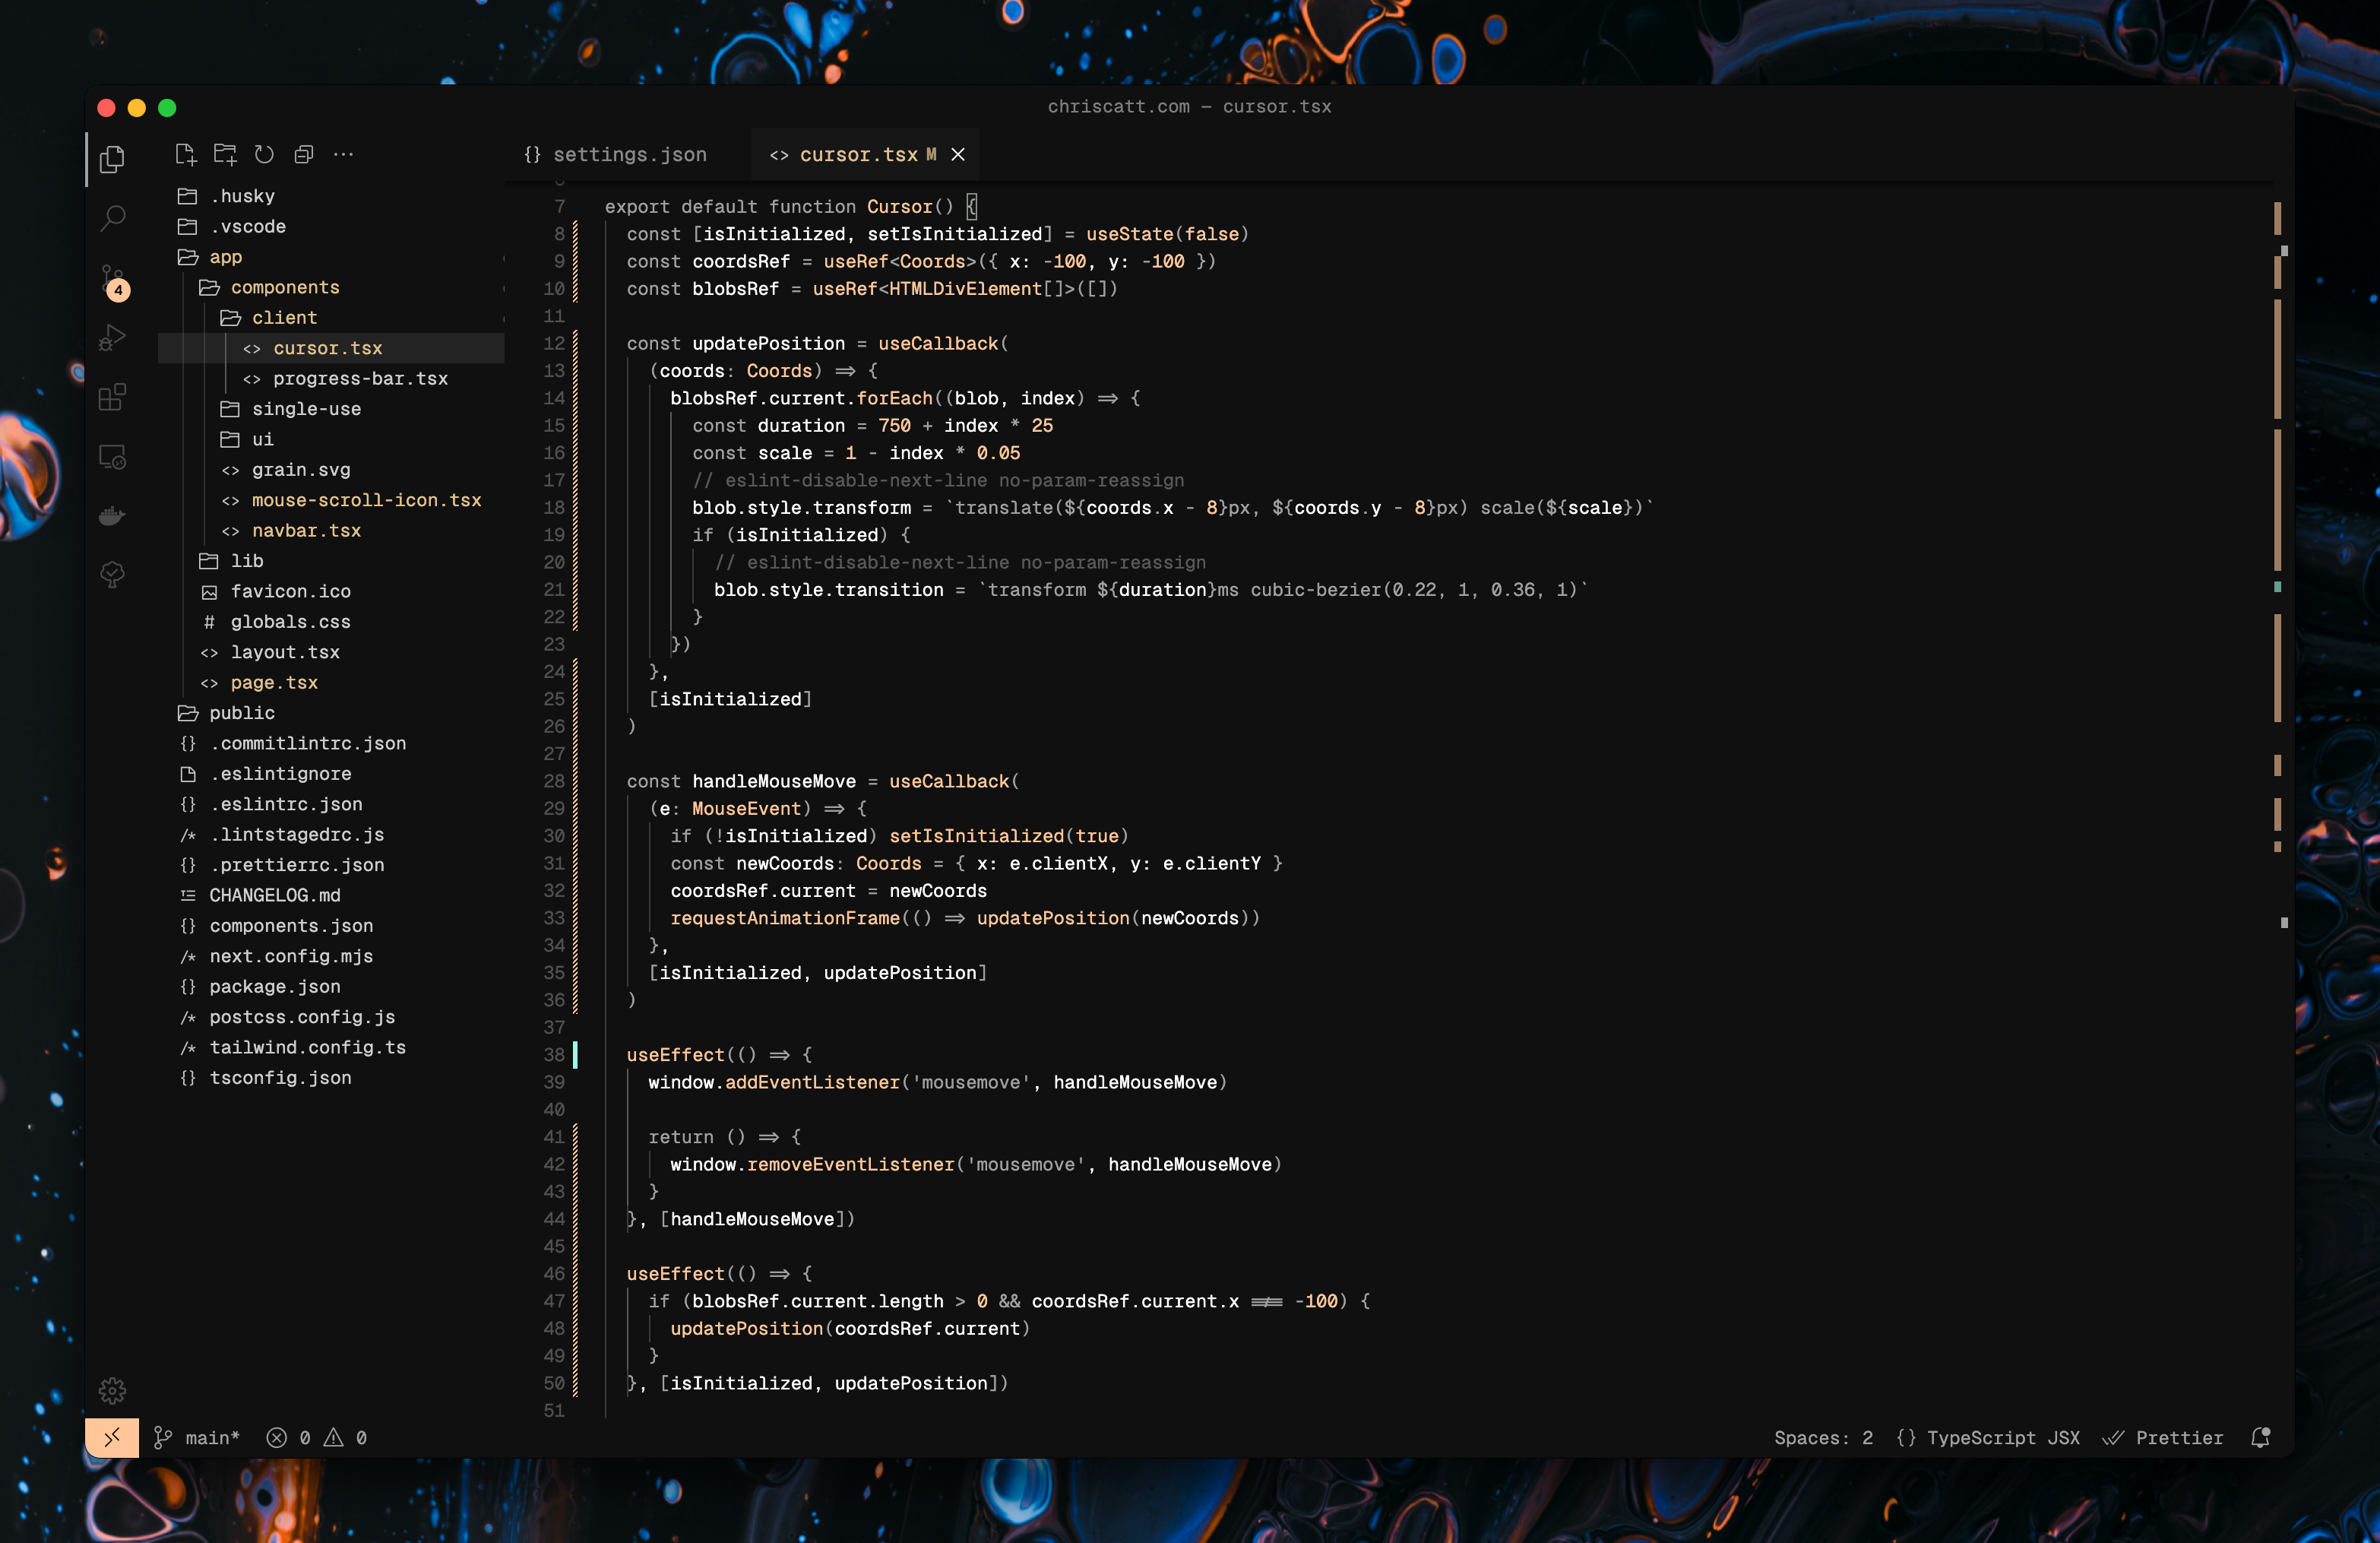 chriscatt.com — cursor.tsx
settings.json
cursor.tsx M
.husky
.vscode
app
4
components
client
cursor.tsx
progress-bar.tsx
single-use
ui
grain.svg
mouse-scroll-icon.tsx
navbar.tsx
lib
favicon.ico
globals.css
layout.tsx
page.tsx
public
.commitlintrc.json
.eslintignore
.eslintrc.json
.lintstagedrc.js
.prettierrc.json
CHANGELOG.md
components.json
next.config.mjs
package.json
postcss.config.js
tailwind.config.ts
tsconfig.json
7 export default function Cursor() {
8 const [isInitialized, setIsInitialized] = useState(false)
9 const coordsRef = useRef<Coords>({ x: -100, y: -100 })
10 const blobsRef = useRef<HTMLDivElement[]>([])
11
12 const updatePosition = useCallback(
13 (coords: Coords) => {
14 blobsRef.current.forEach((blob, index) => {
15 const duration = 750 + index * 25
16 const scale = 1 - index * 0.05
17 // eslint-disable-next-line no-param-reassign
18 blob.style.transform = `translate(${coords.x - 8}px, ${coords.y - 8}px) scale(${scale})`
19 if (isInitialized) {
20 // eslint-disable-next-line no-param-reassign
21 blob.style.transition = `transform ${duration}ms cubic-bezier(0.22, 1, 0.36, 1)`
22 }
23 })
24 },
25 [isInitialized]
26 )
27
28 const handleMouseMove = useCallback(
29 (e: MouseEvent) => {
30 if (!isInitialized) setIsInitialized(true)
31 const newCoords: Coords = { x: e.clientX, y: e.clientY }
32 coordsRef.current = newCoords
33 requestAnimationFrame(() => updatePosition(newCoords))
34 },
35 [isInitialized, updatePosition]
36 )
37
38 useEffect(() => {
39 window.addEventListener('mousemove', handleMouseMove)
40
41 return () => {
42 window.removeEventListener('mousemove', handleMouseMove)
43 }
44 }, [handleMouseMove])
45
46 useEffect(() => {
47 if (blobsRef.current.length > 0 && coordsRef.current.x !== -100) {
48 updatePosition(coordsRef.current)
49 }
50 }, [isInitialized, updatePosition])
51
main* 0 0
Spaces: 2 {} TypeScript JSX Prettier